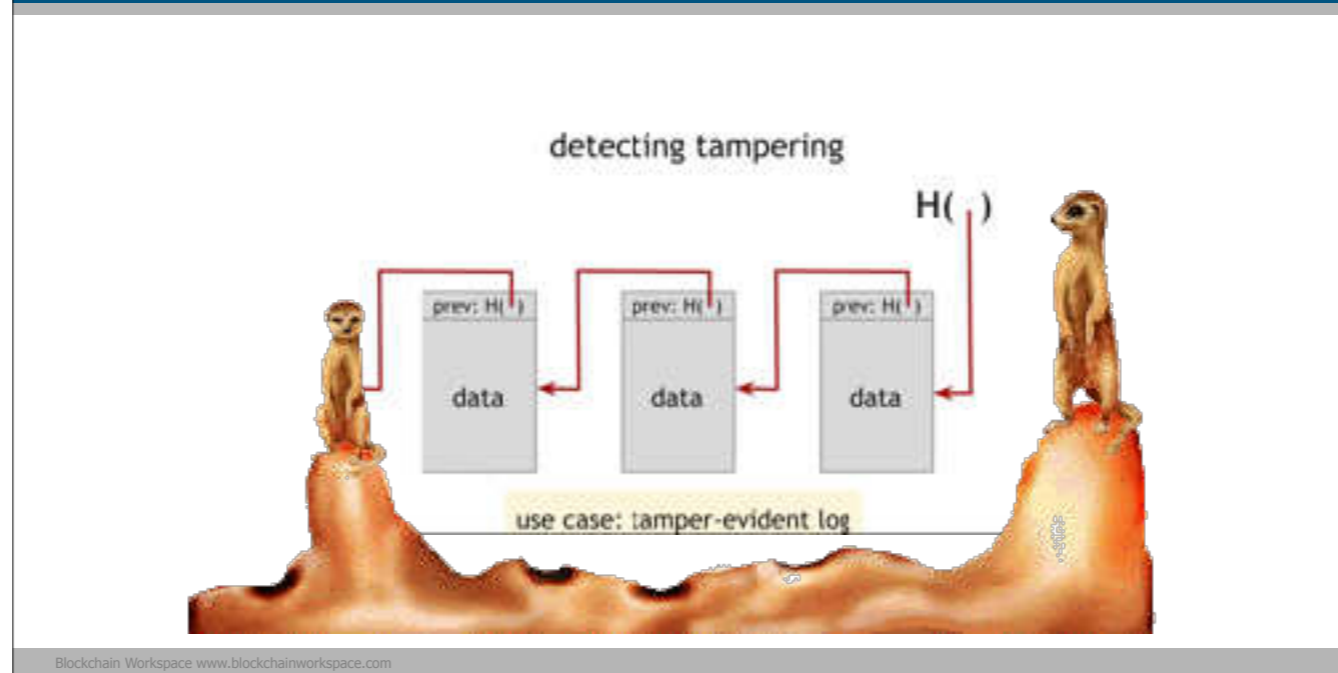 detecting tampering
H( )
prev: H( ) prev: H( ) prev: H( )
data data data
use case: tamper-evident log
Blockchain Workspace www.blockchainworkspace.com